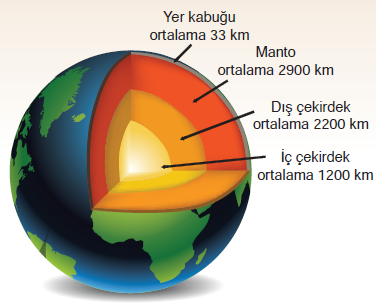 Yer kabuğu
ortalama 33 km
Manto
ortalama 2900 km
Dış çekirdek
ortalama 2200 km
İç çekirdek
ortalama 1200 km